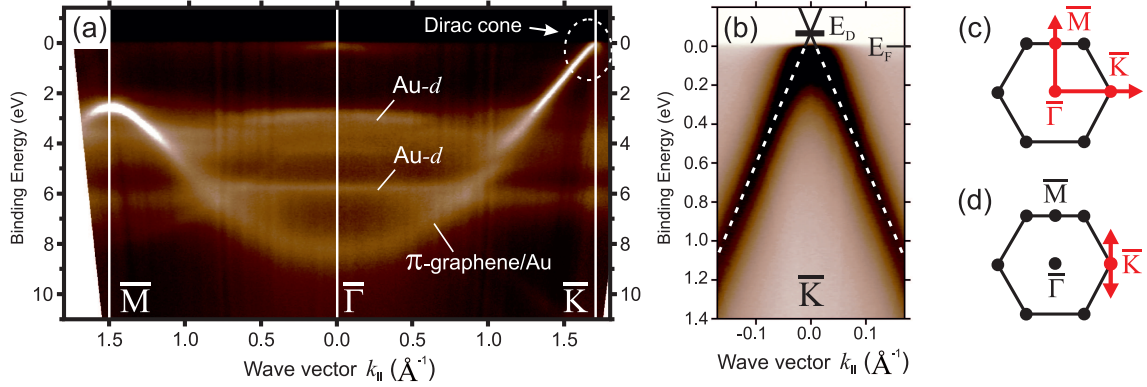 (a)
Dirac cone
Au-d
Au-d
π-graphene/Au
M̅
Γ̅
K̅
0
2
4
6
8
10
0
2
4
6
8
10
Binding Energy (eV)
1.5 1.0 0.5 0.0 0.5 1.0 1.5
Wave vector k‖ (Å⁻¹)
(b)
E_D
E_F
0.0
0.2
0.4
0.6
0.8
1.0
1.2
1.4
Binding Energy (eV)
K̅
-0.1 0.0 0.1
Wave vector k‖ (Å⁻¹)
(c)
M̅
K̅
Γ̅
(d)
M̅
K̅
Γ̅